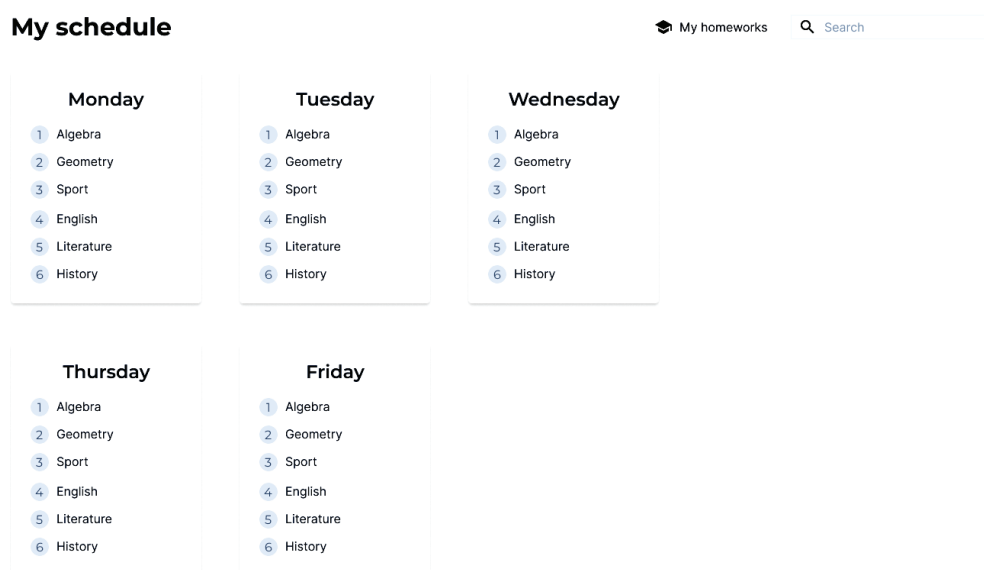 My schedule
My homeworks
Search
Monday
1 Algebra
2 Geometry
3 Sport
4 English
5 Literature
6 History
Tuesday
1 Algebra
2 Geometry
3 Sport
4 English
5 Literature
6 History
Wednesday
1 Algebra
2 Geometry
3 Sport
4 English
5 Literature
6 History
Thursday
1 Algebra
2 Geometry
3 Sport
4 English
5 Literature
6 History
Friday
1 Algebra
2 Geometry
3 Sport
4 English
5 Literature
6 History